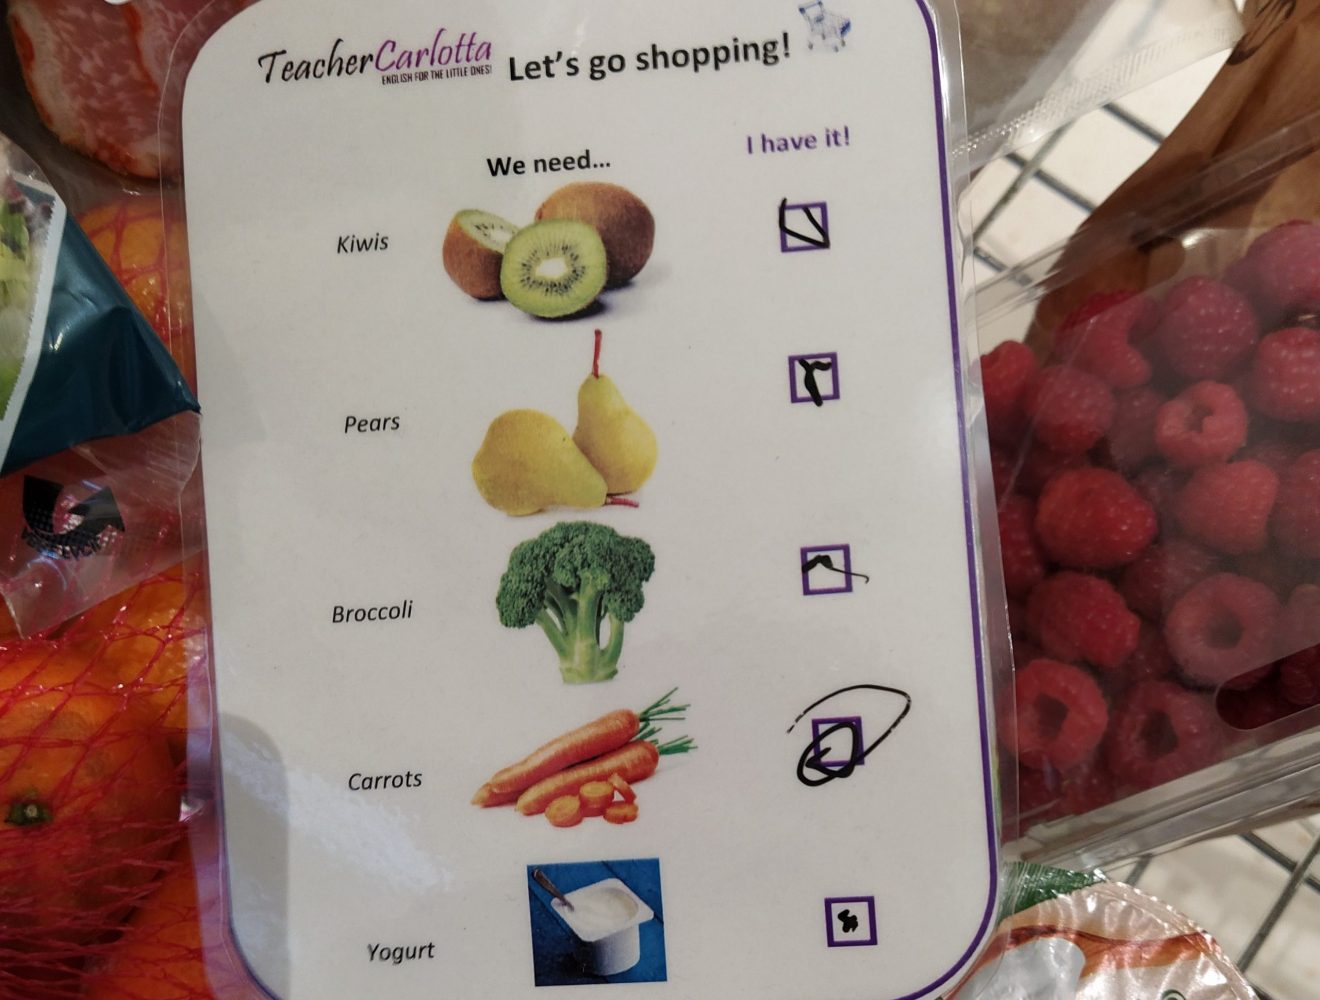 TeacherCarlotta
ENGLISH FOR THE LITTLE ONES!
Let's go shopping!
We need...
I have it!
Kiwis
Pears
Broccoli
Carrots
Yogurt